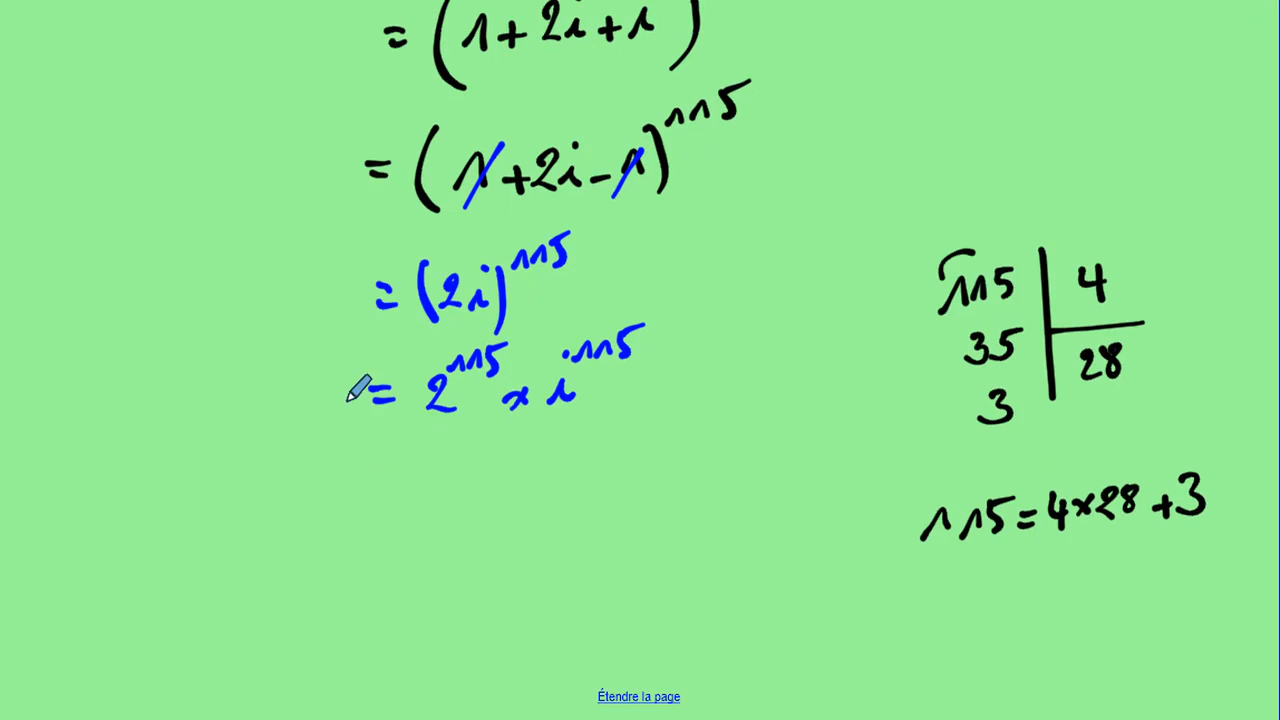 = (1 + 2i + i )
= (1 + 2i - 1)^115
= (2i)^115
= 2^115 × i^115
115 | 4
35 | 28
3
115 = 4 × 28 + 3
Étendre la page